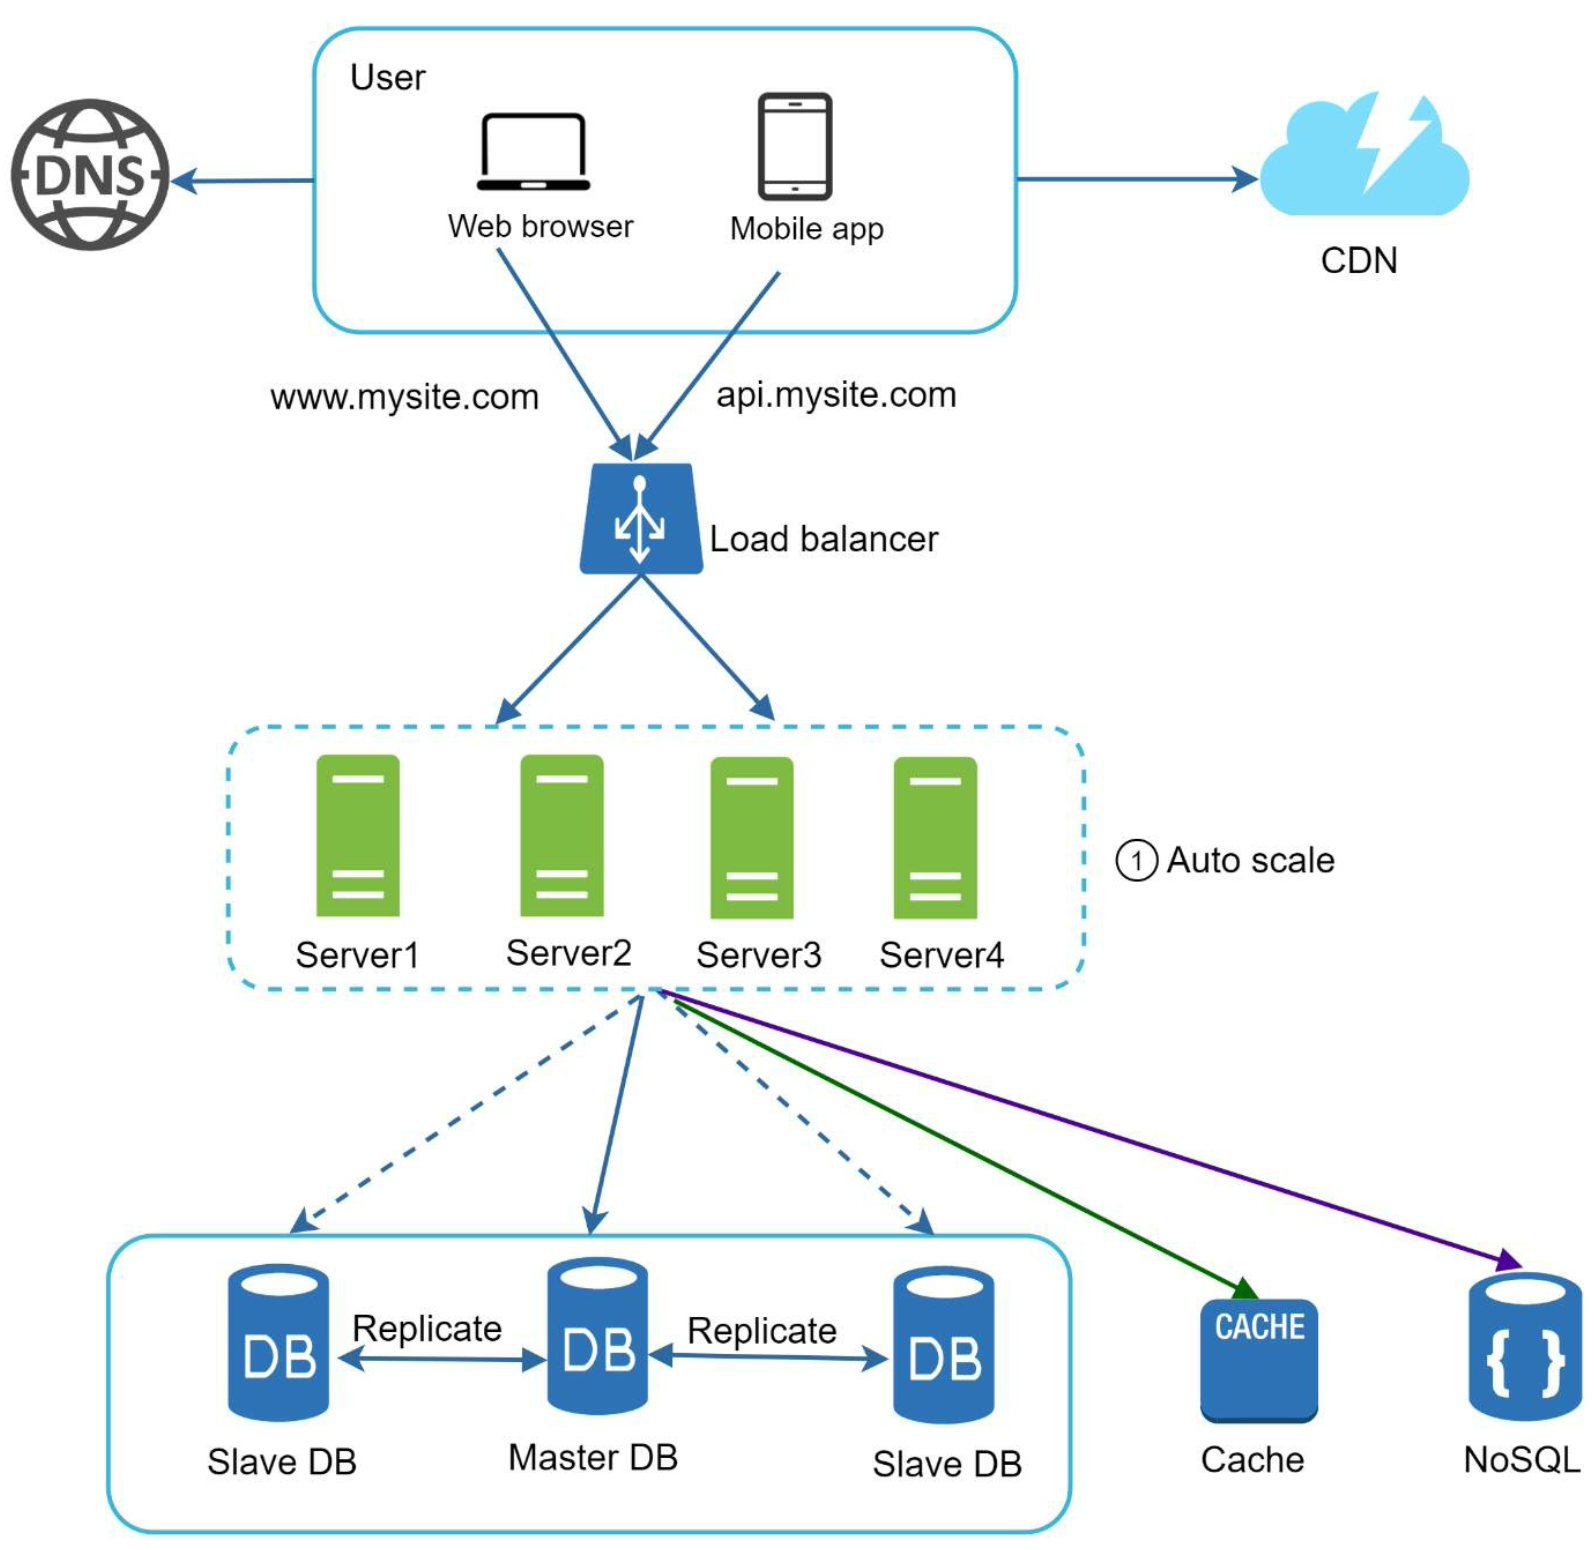 User
DNS
Web browser
Mobile app
CDN
www.mysite.com
api.mysite.com
Load balancer
Server1
Server2
Server3
Server4
1 Auto scale
DB
Replicate
DB
Replicate
DB
CACHE
{ }
Slave DB
Master DB
Slave DB
Cache
NoSQL